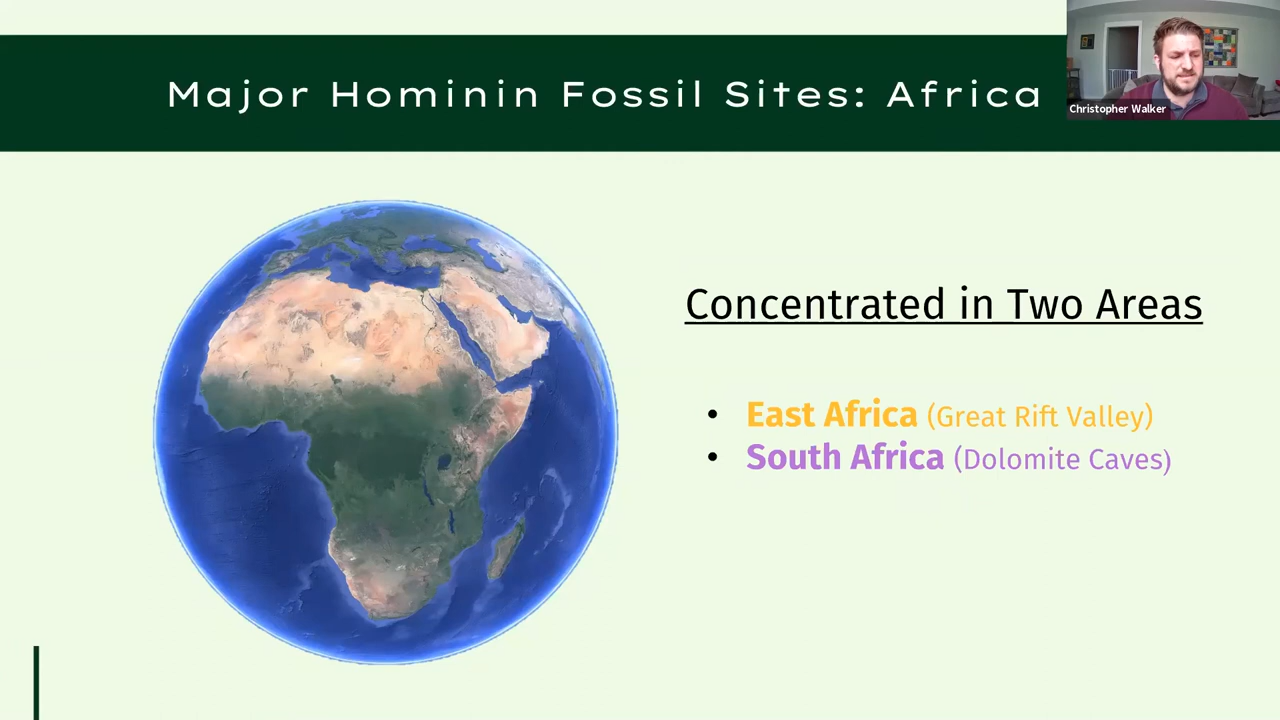 Major Hominin Fossil Sites: Africa
Christopher Walker
Concentrated in Two Areas
• East Africa (Great Rift Valley)
• South Africa (Dolomite Caves)